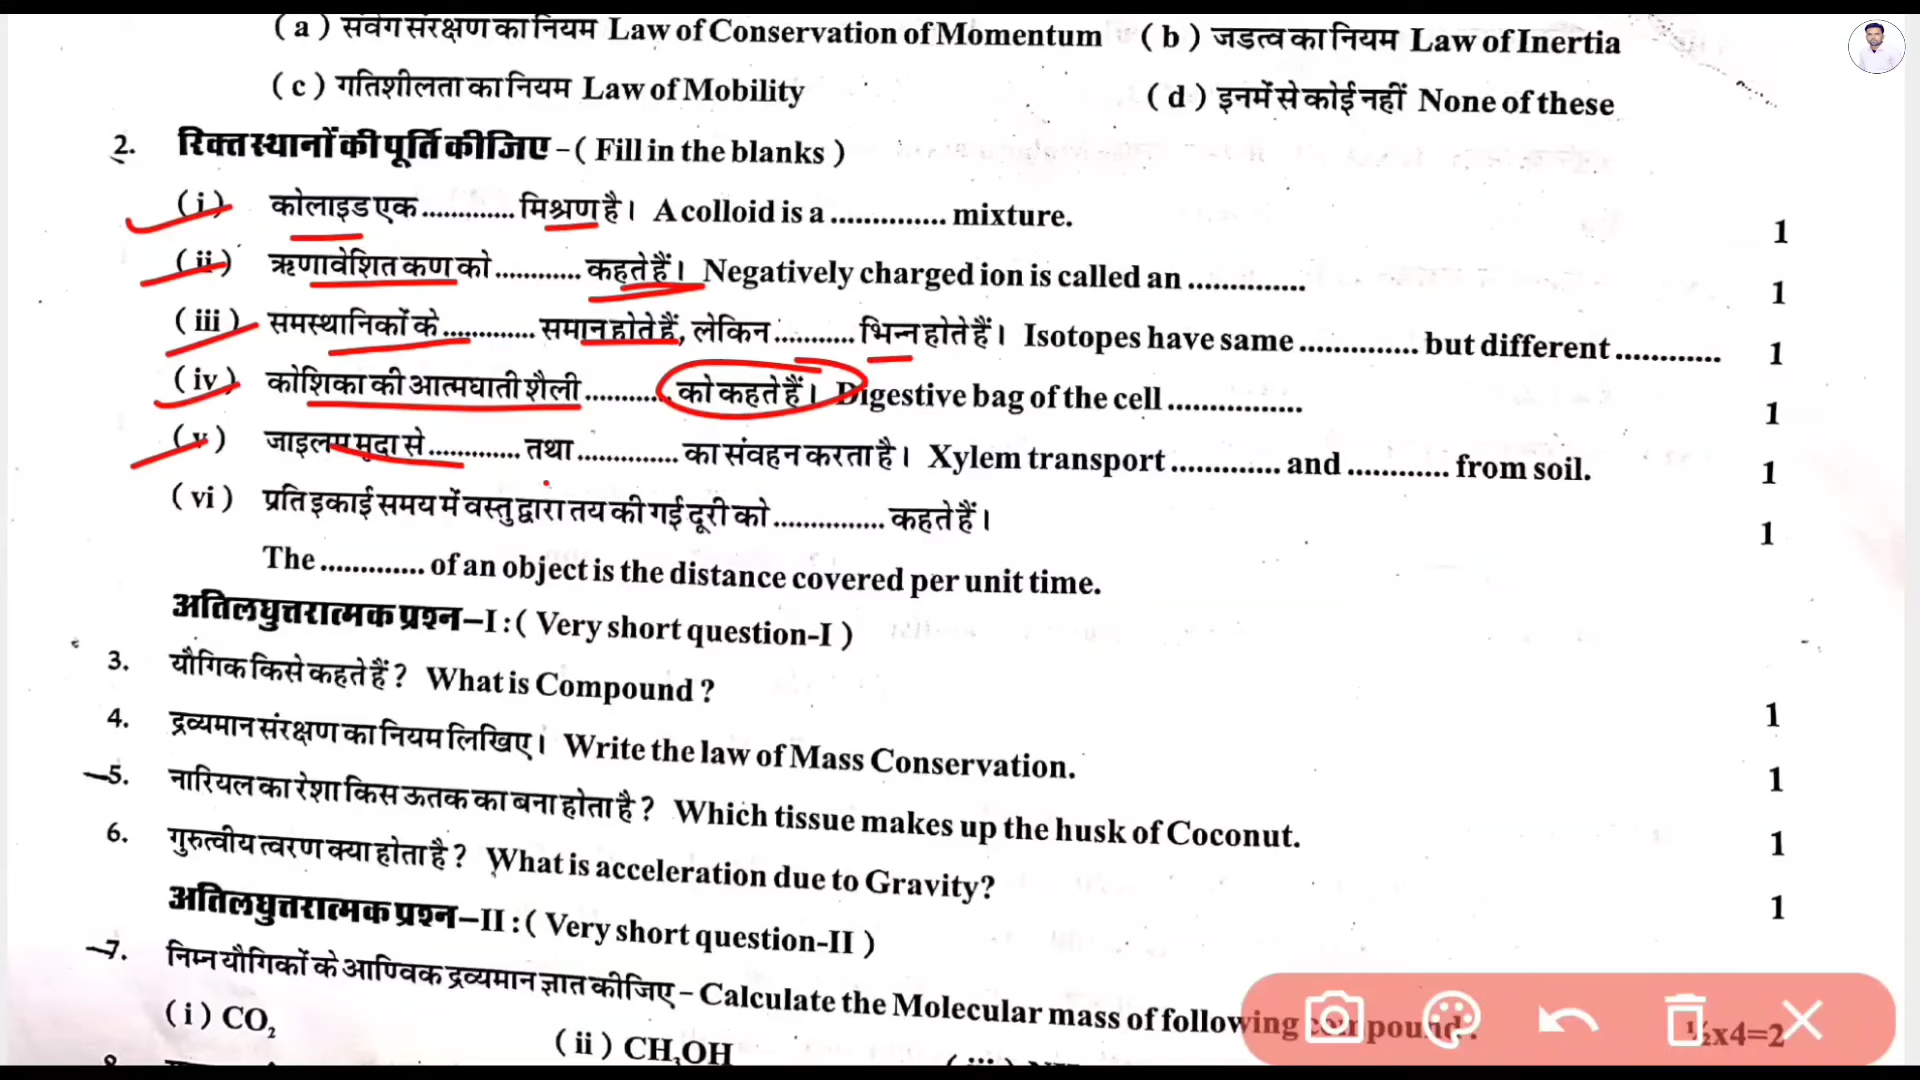 ( a ) संवेग संरक्षण का नियम Law of Conservation of Momentum ( b ) जडत्व का नियम Law of Inertia
( c ) गतिशीलता का नियम Law of Mobility ( d ) इनमें से कोई नहीं None of these
2. रिक्त स्थानों की पूर्ति कीजिए - ( Fill in the blanks )
( i ) कोलाइड एक ............. मिश्रण है। A colloid is a ............... mixture. 1
( ii ) ऋणावेशित कण को ............ कहते हैं। Negatively charged ion is called an .............. 1
( iii ) समस्थानिकों के ............. समान होते हैं, लेकिन ........... भिन्न होते हैं। Isotopes have same .............. but different ............. 1
( iv ) कोशिका की आत्मघाती शैली ............ को कहते हैं। Digestive bag of the cell ................ 1
( v ) जाइलम मृदा से ............. तथा .............. का संवहन करता है। Xylem transport ............. and ............ from soil. 1
( vi ) प्रति इकाई समय में वस्तु द्वारा तय की गई दूरी को ............... कहते हैं। 1
The ............. of an object is the distance covered per unit time.
अतिलघुत्तरात्मक प्रश्न–I : ( Very short question-I )
3. यौगिक किसे कहते हैं ? What is Compound ? 1
4. द्रव्यमान संरक्षण का नियम लिखिए। Write the law of Mass Conservation. 1
5. नारियल का रेशा किस ऊतक का बना होता है ? Which tissue makes up the husk of Coconut. 1
6. गुरुत्वीय त्वरण क्या होता है ? What is acceleration due to Gravity? 1
अतिलघुत्तरात्मक प्रश्न–II : ( Very short question-II )
7. निम्न यौगिकों के आण्विक द्रव्यमान ज्ञात कीजिए – Calculate the Molecular mass of following compound : ½x4=2
( i ) CO₂ ( ii ) CH₃OH